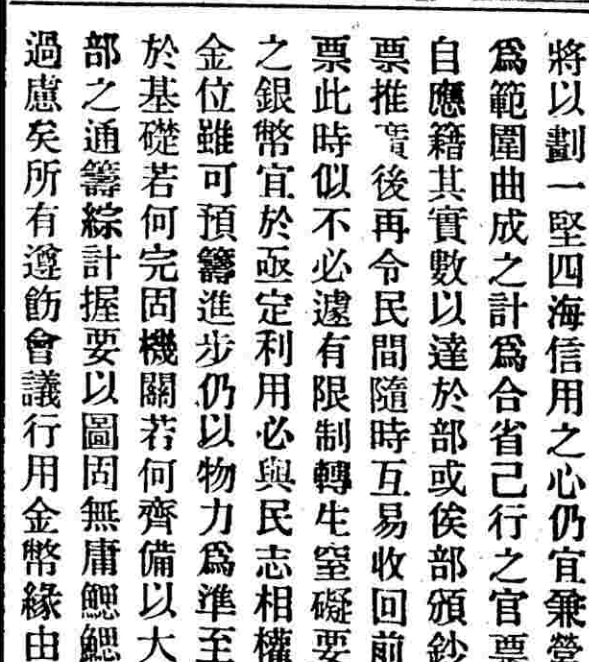 將以劃一堅四海信用之心仍宜兼營
爲範圍曲成之計爲合省己行之官票
自應籍其實數以達於部或俟部頒鈔
票推廣後再令民間隨時互易收回前
票此時似不必遽有限制轉生窒礙要
之銀幣宜於亟定利用必與民志相權
金位雖可預籌進步仍以物力爲準至
於基礎若何完固機關若何齊備以大
部之通籌綜計握要以圖固無庸鰓鰓
過慮矣所有遵飭會議行用金幣緣由